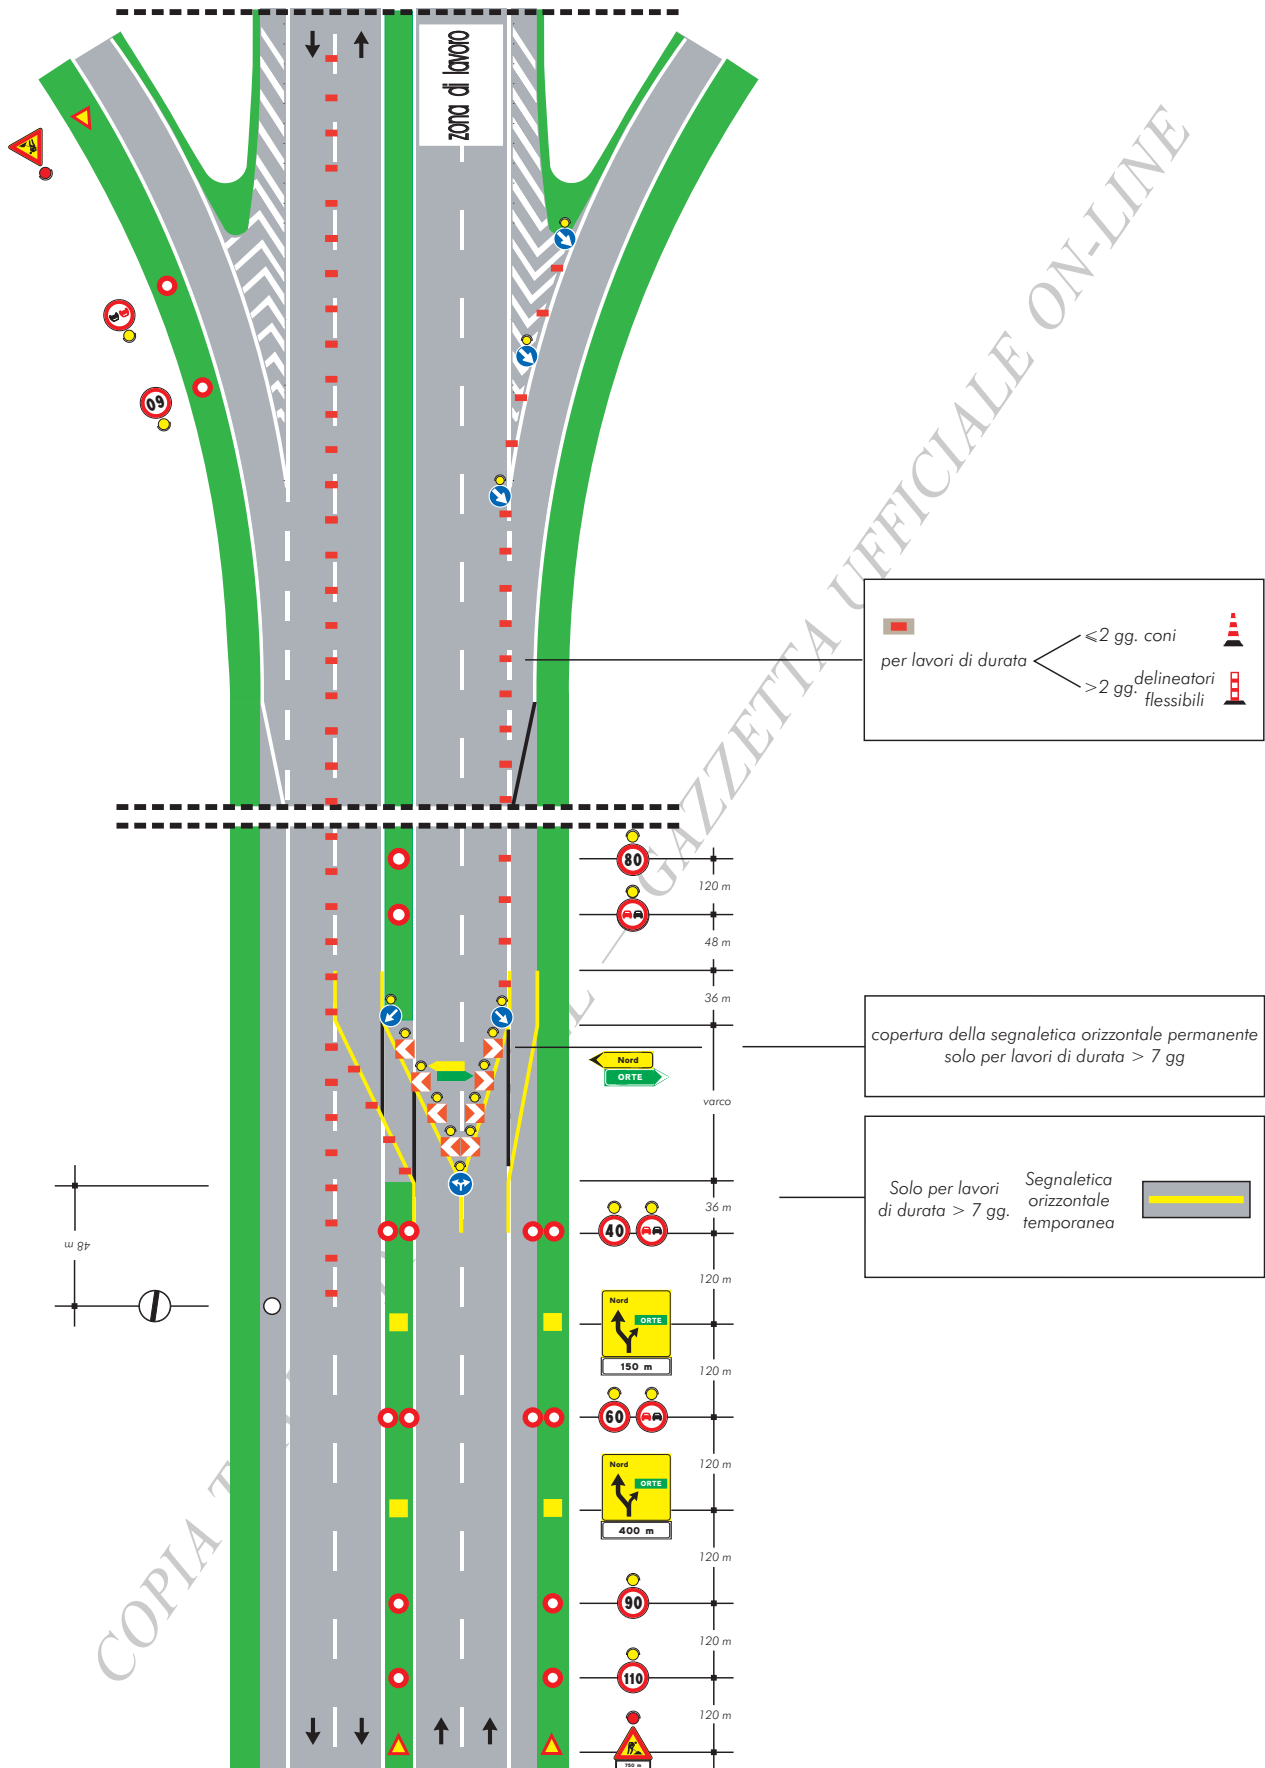 zona di lavoro
60
per lavori di durata
⩽2 gg. coni
>2 gg. delineatori
flessibili
80
120 m
48 m
36 m
copertura della segnaletica orizzontale permanente
solo per lavori di durata > 7 gg
Nord
ORTE
varco
Solo per lavori
di durata > 7 gg.
Segnaletica
orizzontale
temporanea
36 m
40
48 m
120 m
Nord
ORTE
150 m
120 m
60
120 m
Nord
ORTE
400 m
120 m
90
120 m
110
120 m
750 m
COPIA T
L — GAZZETTA UFFICIALE ON-LINE